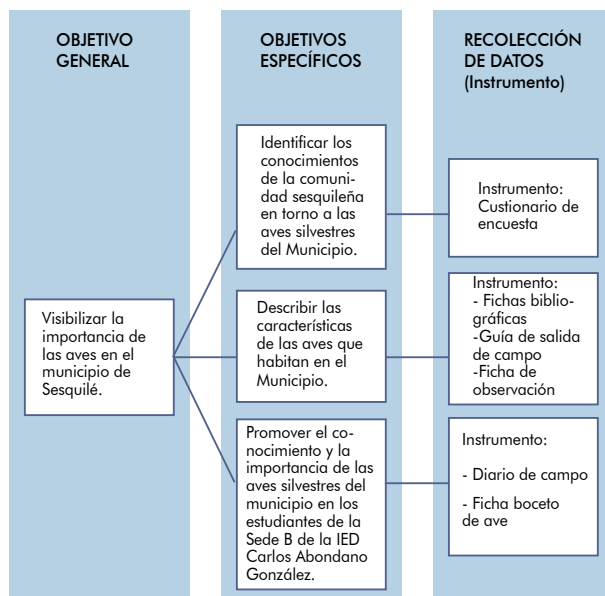 OBJETIVO
GENERAL
OBJETIVOS
ESPECÍFICOS
RECOLECCIÓN
DE DATOS
(Instrumento)
Visibilizar la
importancia de
las aves en el
municipio de
Sesquilé.
Identificar los
conocimientos
de la comuni-
dad sesquileña
en torno a las
aves silvestres
del Municipio.
Instrumento:
Custionario de
encuesta
Describir las
características
de las aves que
habitan en el
Municipio.
Instrumento:
- Fichas biblio-
gráficas
-Guía de salida
de campo
-Ficha de
observación
Promover el co-
nocimiento y la
importancia de las
aves silvestres del
municipio en los
estudiantes de la
Sede B de la IED
Carlos Abondano
González.
Instrumento:
- Diario de campo
- Ficha boceto
de ave